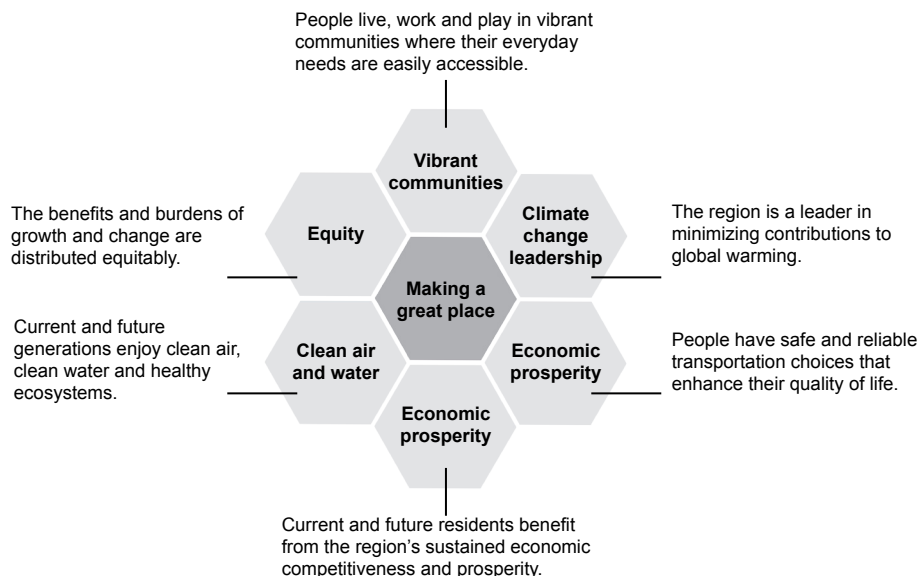 People live, work and play in vibrant
communities where their everyday
needs are easily accessible.
Vibrant
communities
The benefits and burdens of
growth and change are
distributed equitably.
Equity
Climate
change
leadership
The region is a leader in
minimizing contributions to
global warming.
Making a
great place
Current and future
generations enjoy clean air,
clean water and healthy
ecosystems.
Clean air
and water
Economic
prosperity
People have safe and reliable
transportation choices that
enhance their quality of life.
Economic
prosperity
Current and future residents benefit
from the region's sustained economic
competitiveness and prosperity.